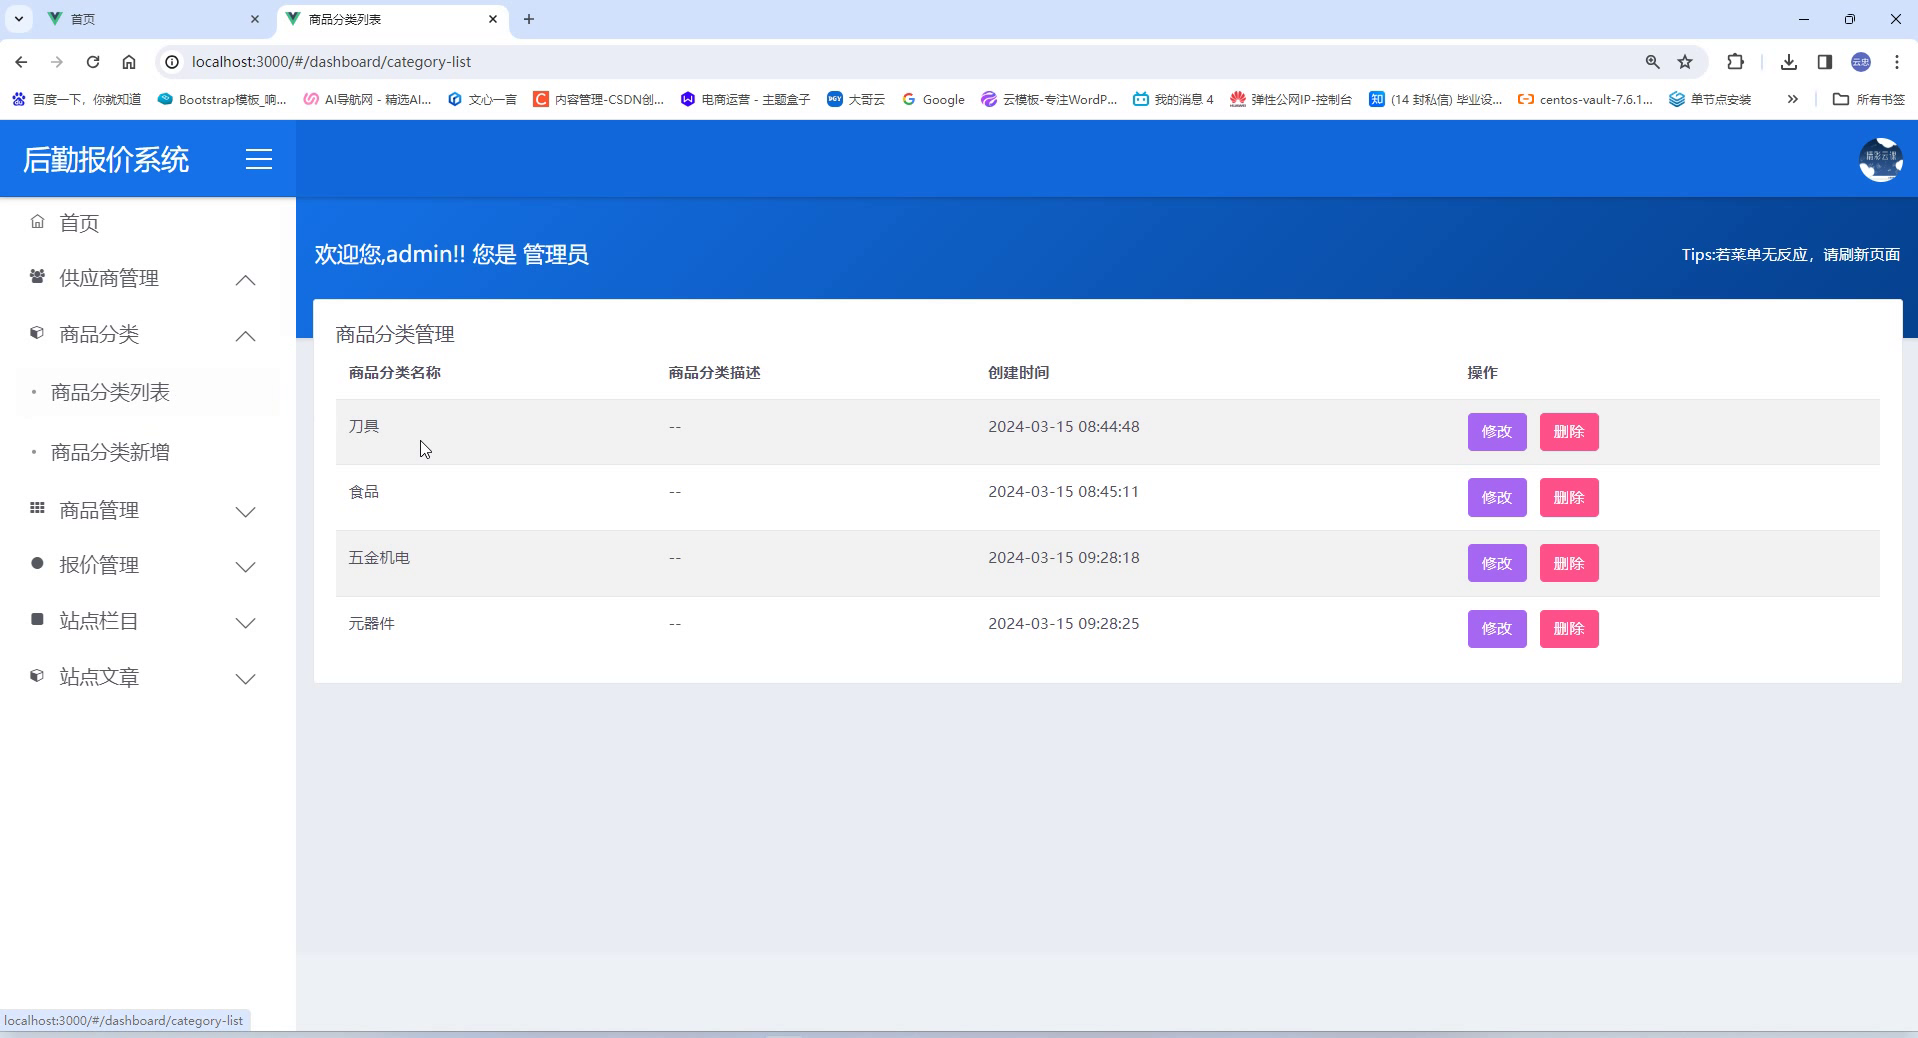 首页
商品分类列表
localhost:3000/#/dashboard/category-list
百度一下，你就知道
Bootstrap模板_响...
AI导航网 - 精选AI...
文心一言
内容管理-CSDN创...
电商运营 - 主题盒子
大哥云
Google
云模板-专注WordP...
我的消息 4
弹性公网IP-控制台
(14 封私信) 毕业设...
centos-vault-7.6.1...
单节点安装
所有书签
后勤报价系统
首页
供应商管理
商品分类
商品分类列表
商品分类新增
商品管理
报价管理
站点栏目
站点文章
欢迎您,admin!! 您是 管理员
Tips:若菜单无反应，请刷新页面
商品分类管理
商品分类名称 商品分类描述 创建时间 操作
刀具 -- 2024-03-15 08:44:48 修改 删除
食品 -- 2024-03-15 08:45:11 修改 删除
五金机电 -- 2024-03-15 09:28:18 修改 删除
元器件 -- 2024-03-15 09:28:25 修改 删除
localhost:3000/#/dashboard/category-list